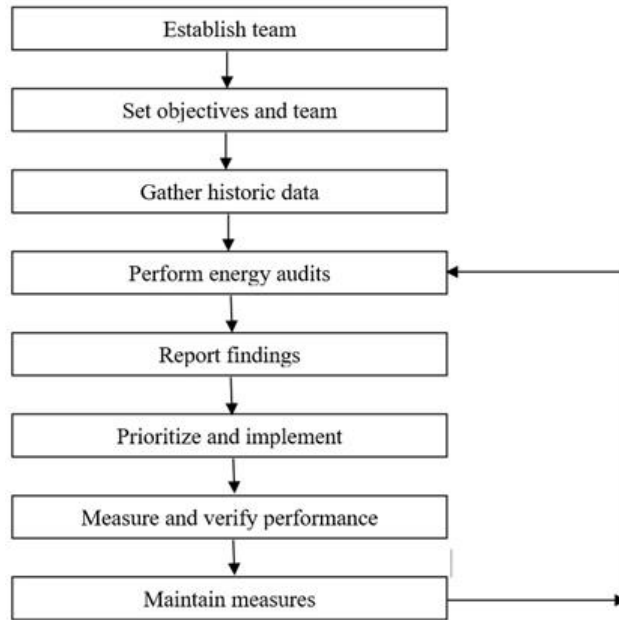 Establish team
Set objectives and team
Gather historic data
Perform energy audits
Report findings
Prioritize and implement
Measure and verify performance
Maintain measures